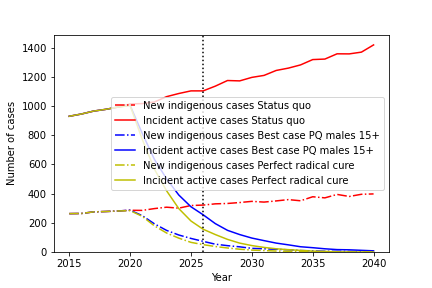 1400
1200
1000
800
600
400
200
0
Number of cases
New indigenous cases Status quo
Incident active cases Status quo
New indigenous cases Best case PQ males 15+
Incident active cases Best case PQ males 15+
New indigenous cases Perfect radical cure
Incident active cases Perfect radical cure
2015 2020 2025 2030 2035 2040
Year